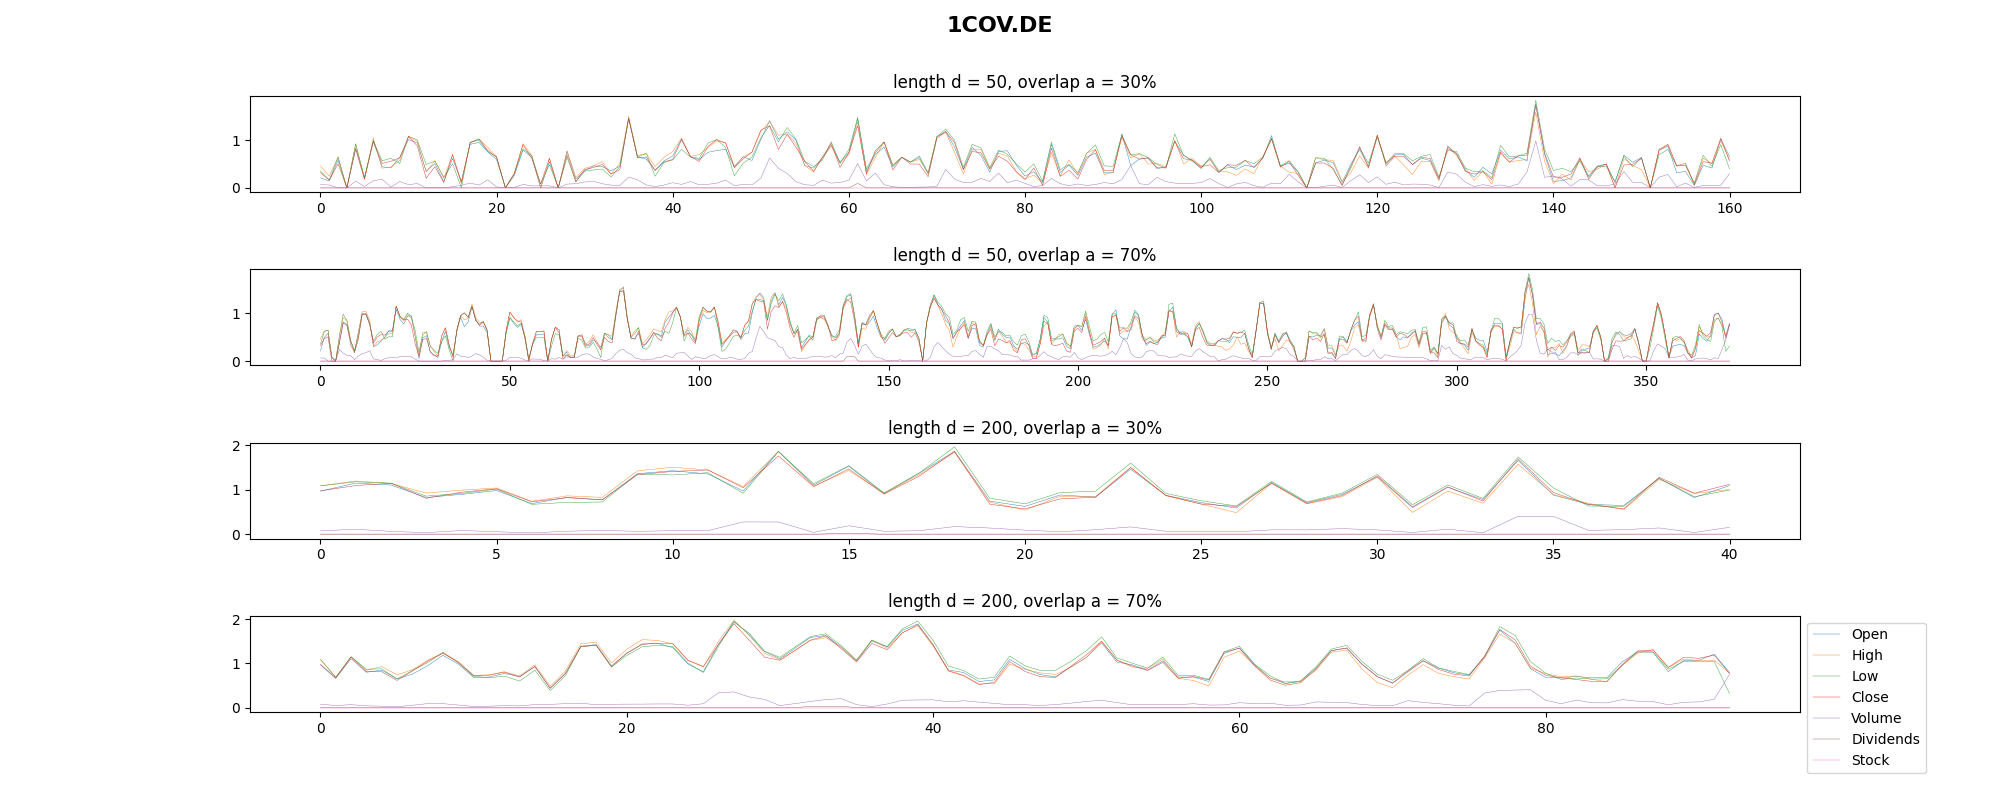 1COV.DE
length d = 50, overlap a = 30%
1
0
0 20 40 60 80 100 120 140 160
length d = 50, overlap a = 70%
1
0
0 50 100 150 200 250 300 350
length d = 200, overlap a = 30%
2
1
0
0 5 10 15 20 25 30 35 40
length d = 200, overlap a = 70%
2
1
0
0 20 40 60 80
Open
High
Low
Close
Volume
Dividends
Stock